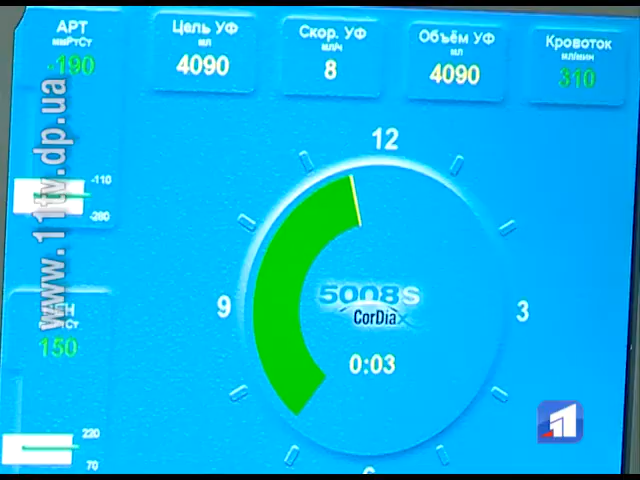 АРТ
ммРтСт
-190
-110
-280
Цель УФ
мл
4090
Скор. УФ
мл/ч
8
Объём УФ
мл
4090
Кровоток
мл/мин
310
www.11tv.dp.ua
150
220
70
12
9
3
5008S
CorDiax
0:03